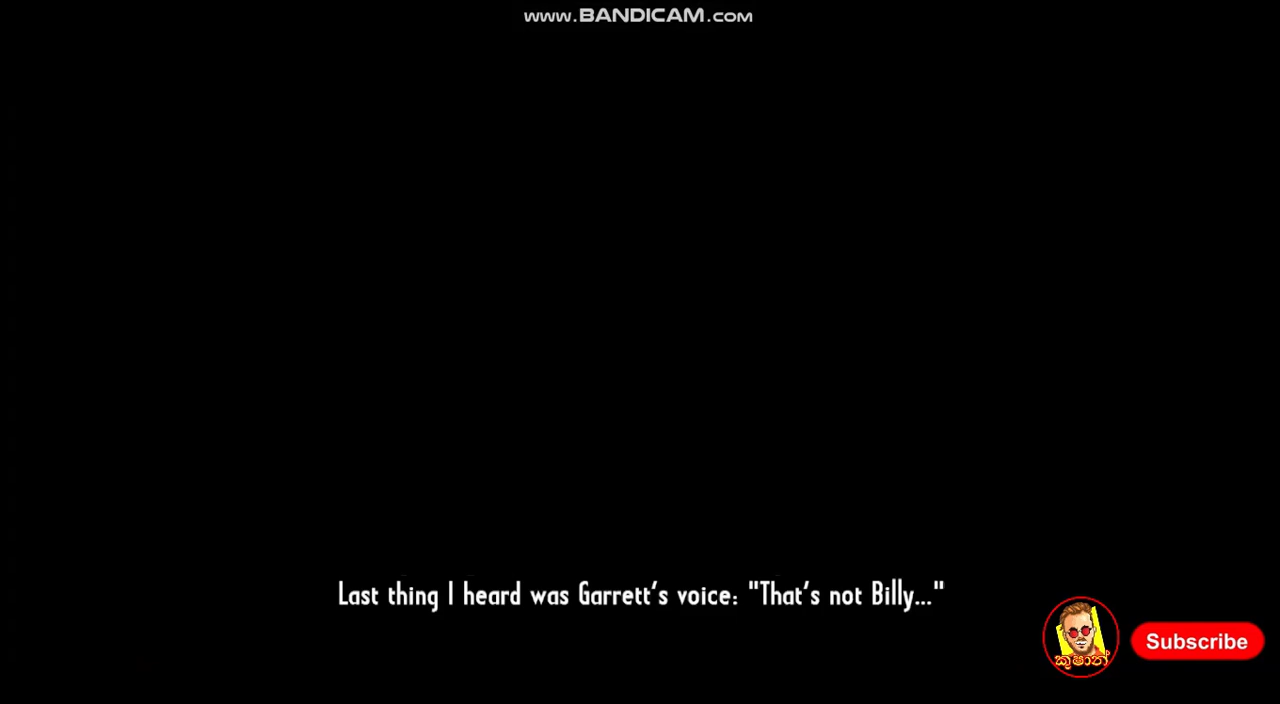 www.BANDICAM.COM
Last thing I heard was Garrett's voice: "That's not Billy..."
කුෂාන්
Subscribe